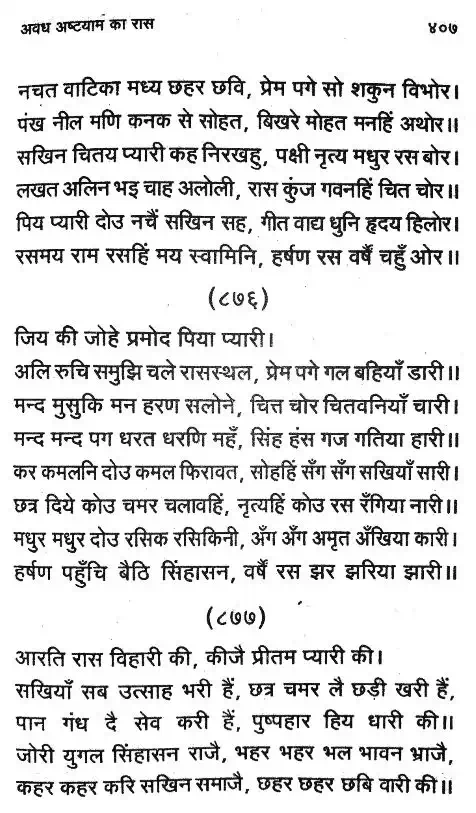 अवध अष्टयाम का रास ४०७
नचत वाटिका मध्य छहर छवि, प्रेम पगे सो शकुन विभोर।
पंख नील मणि कनक से सोहत, बिखरे मोहत मनहिं अथोर॥
सखिन चितय प्यारी कह निरखहु, पक्षी नृत्य मधुर रस बोर।
लखत अलिन भइ चाह अलोली, रास कुंज गवनहिं चित चोर॥
पिय प्यारी दोउ नचैं सखिन सह, गीत वाद्य धुनि हृदय हिलोर।
रसमय राम रसहिं मय स्वामिनि, हर्षण रस वर्षैं चहुँ ओर॥
(८७६)
जिय की जोहे प्रमोद पिया प्यारी।
अलि रुचि समुझि चले रासस्थल, प्रेम पगे गल बहियाँ डारी॥
मन्द मुसुकि मन हरण सलोने, चित्त चोर चितवनियाँ चारी।
मन्द मन्द पग धरत धरणि महँ, सिंह हंस गज गतिया हारी॥
कर कमलनि दोउ कमल फिरावत, सोहहिं सँग सँग सखियाँ सारी।
छत्र दिये कोउ चमर चलावहिं, नृत्यहिं कोउ रस रँगिया नारी॥
मधुर मधुर दोउ रसिक रसिकिनी, अँग अँग अमृत अँखिया कारी।
हर्षण पहुँचि बैठि सिंहासन, वर्षैं रस झर झरिया झारी॥
(८७७)
आरति रास विहारी की, कीजै प्रीतम प्यारी की।
सखियाँ सब उत्साह भरी हैं, छत्र चमर लै छड़ी खरी हैं,
पान गंध दै सेव करी हैं, पुष्पहार हिय धारी की॥
जोरी युगल सिंहासन राजै, भहर भहर भल भावन भ्राजै,
कहर कहर करि सखिन समाजै, छहर छहर छबि वारी की॥